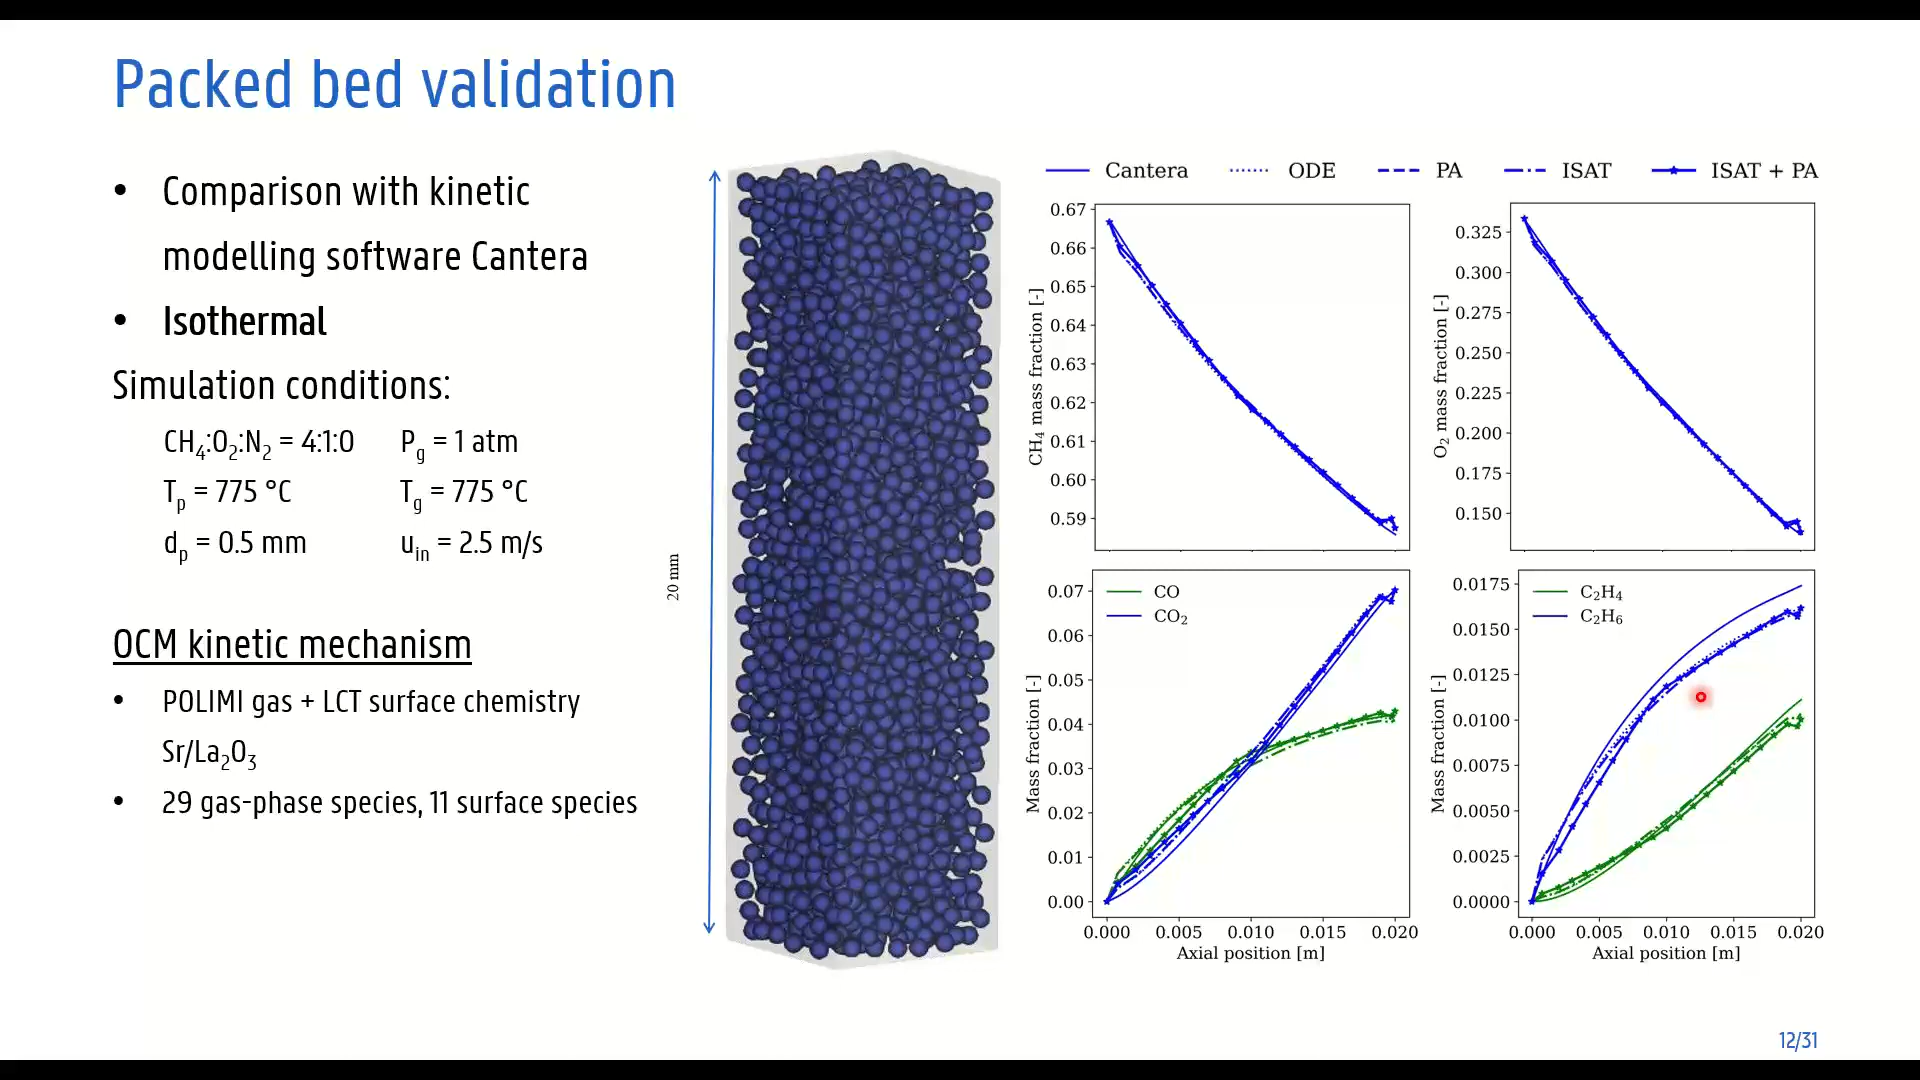 Packed bed validation
• Comparison with kinetic
modelling software Cantera
• Isothermal
Simulation conditions:
CH₄:O₂:N₂ = 4:1:0 P_g = 1 atm
T_p = 775 °C T_g = 775 °C
d_p = 0.5 mm u_in = 2.5 m/s
OCM kinetic mechanism
• POLIMI gas + LCT surface chemistry
Sr/La₂O₃
• 29 gas-phase species, 11 surface species
20 mm
Cantera ODE PA ISAT ISAT + PA
CH₄ mass fraction [-]
0.67
0.66
0.65
0.64
0.63
0.62
0.61
0.60
0.59
O₂ mass fraction [-]
0.325
0.300
0.275
0.250
0.225
0.200
0.175
0.150
Mass fraction [-]
0.07
0.06
0.05
0.04
0.03
0.02
0.01
0.00
CO
CO₂
0.000 0.005 0.010 0.015 0.020
Axial position [m]
Mass fraction [-]
0.0175
0.0150
0.0125
0.0100
0.0075
0.0050
0.0025
0.0000
C₂H₄
C₂H₆
0.000 0.005 0.010 0.015 0.020
Axial position [m]
12/31